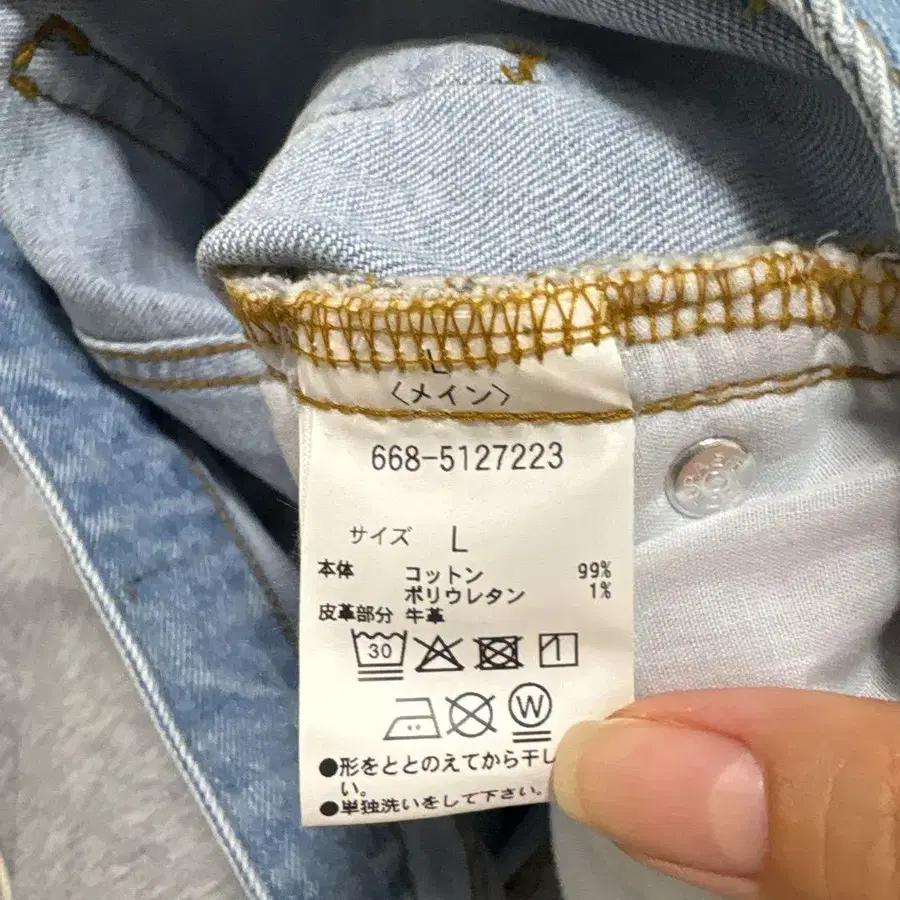 L
〈メイン〉
668-5127223
サイズ L
本体 コットン 99%
ポリウレタン 1%
皮革部分 牛革
30
1
W
●形をととのえてから干し
い。
●単独洗いをして下さい。